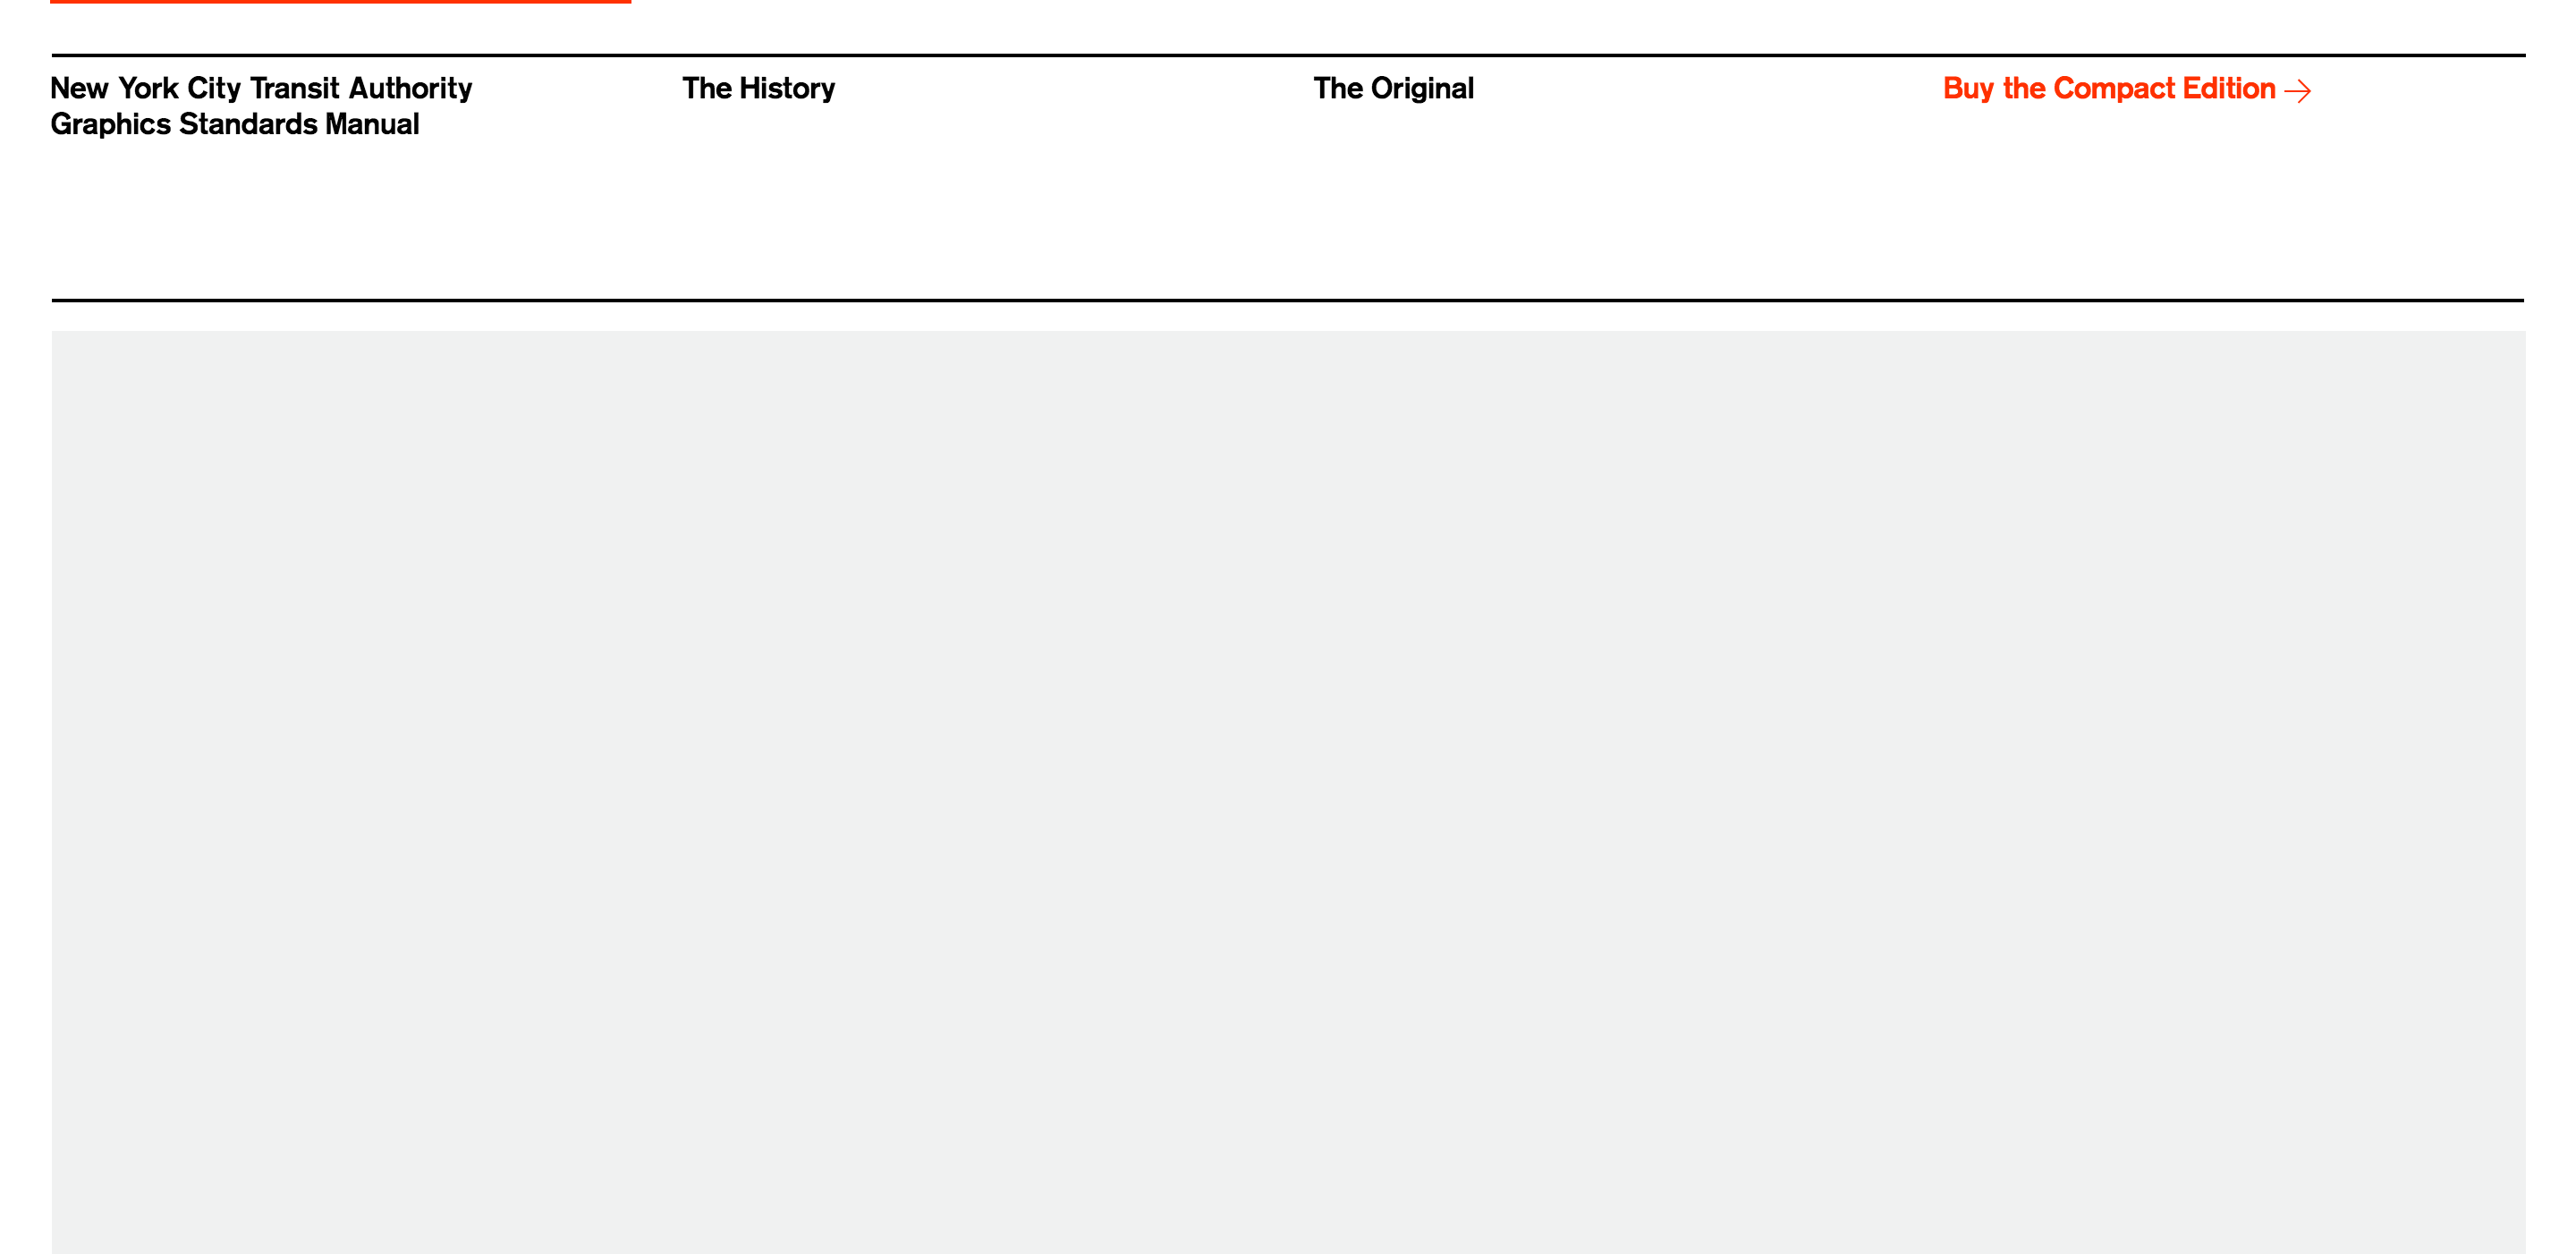 New York City Transit Authority
Graphics Standards Manual
The History
The Original
Buy the Compact Edition →